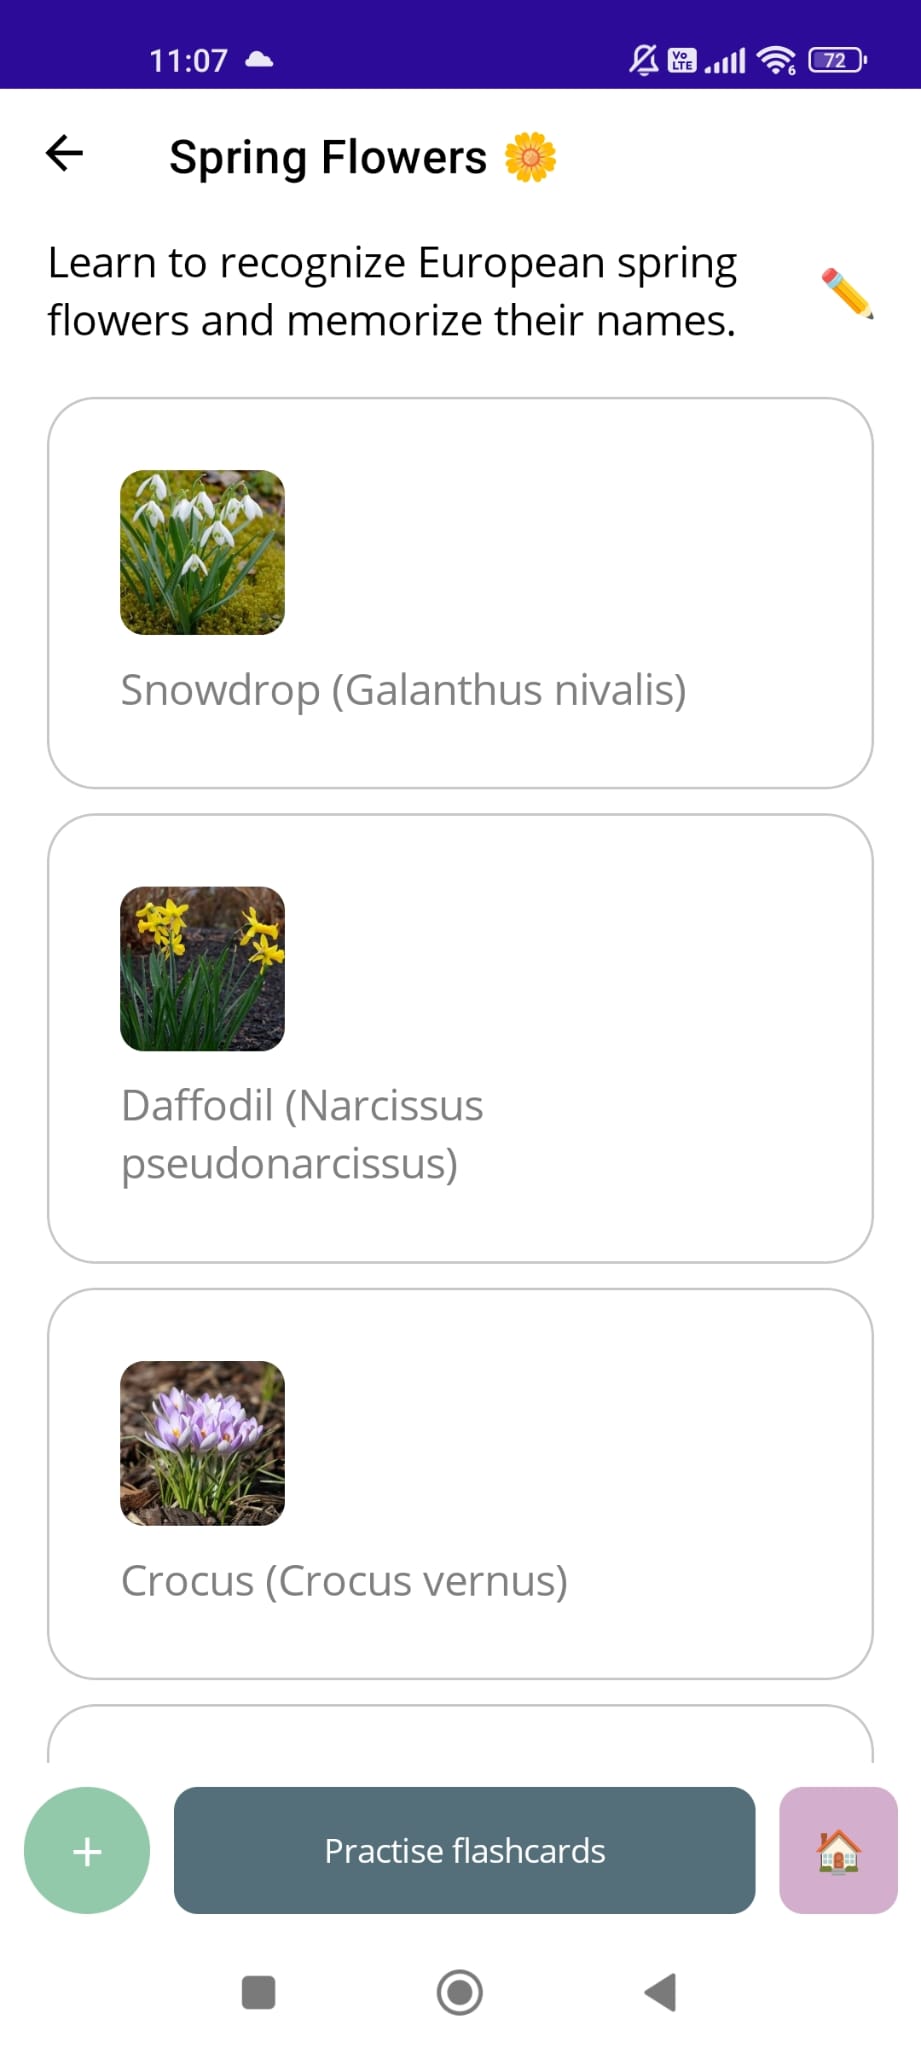 11:07
Vo LTE
6
72
Spring Flowers
Learn to recognize European spring
flowers and memorize their names.
Snowdrop (Galanthus nivalis)
Daffodil (Narcissus
pseudonarcissus)
Crocus (Crocus vernus)
+
Practise flashcards